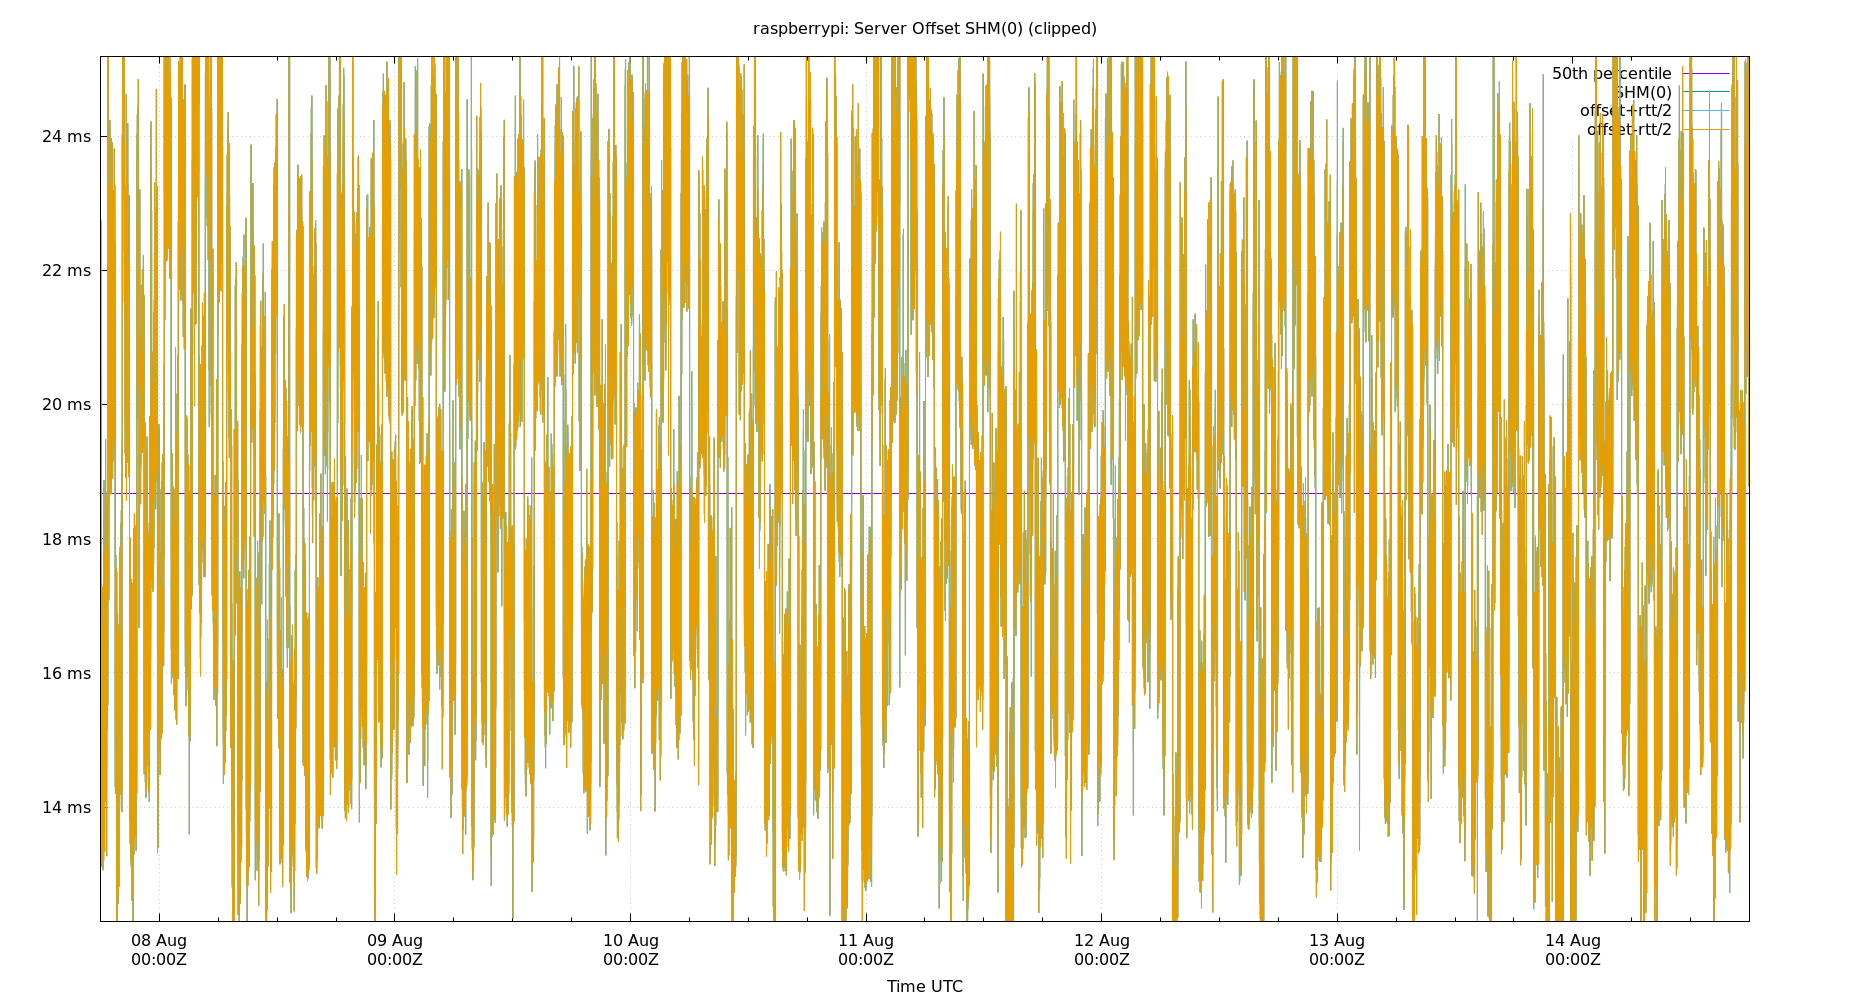 raspberrypi: Server Offset SHM(0) (clipped)
50th percentile
SHM(0)
offset+rtt/2
offset-rtt/2
24 ms
22 ms
20 ms
18 ms
16 ms
14 ms
08 Aug 09 Aug 10 Aug 11 Aug 12 Aug 13 Aug 14 Aug
00:00Z 00:00Z 00:00Z 00:00Z 00:00Z 00:00Z 00:00Z
Time UTC